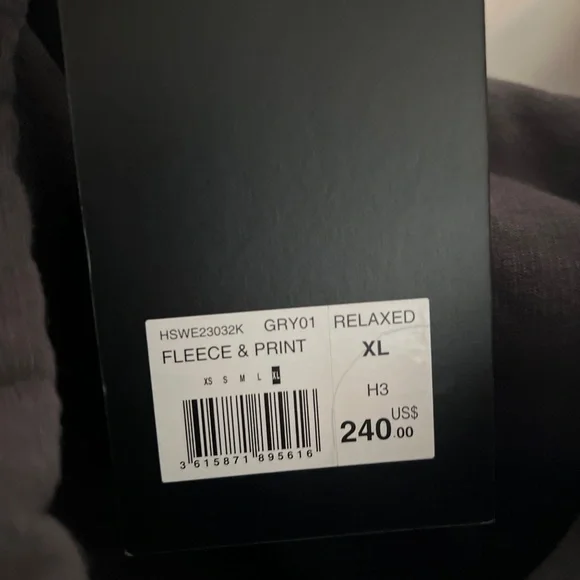 HSWE23032K GRY01 RELAXED
FLEECE & PRINT XL
XS S M L XL
H3
US$
240.00
3 615871 895616